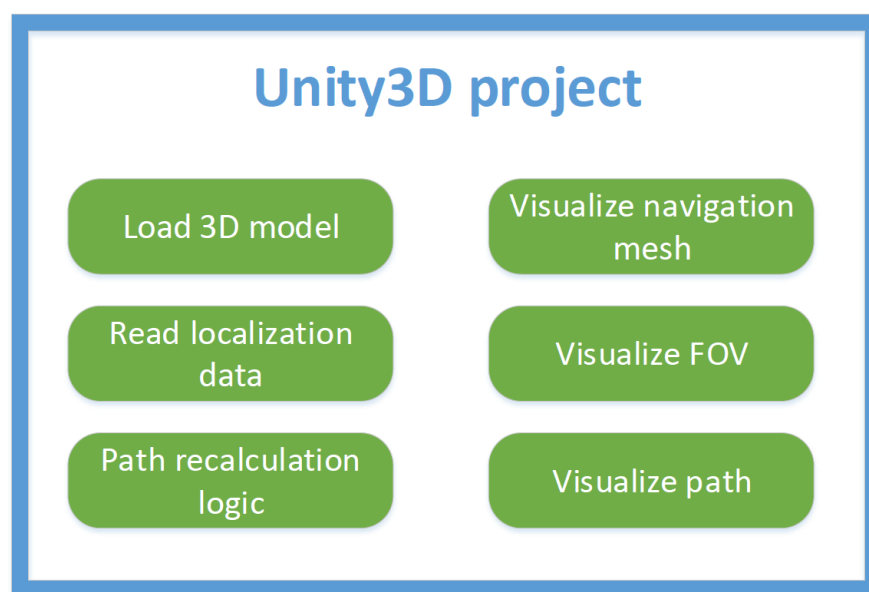 Unity3D project
Load 3D model
Visualize navigation
mesh
Read localization
data
Visualize FOV
Path recalculation
logic
Visualize path